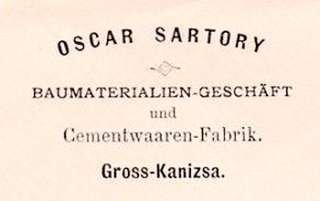 OSCAR SARTORY
BAUMATERIALIEN-GESCHÄFT
und
Cementwaaren-Fabrik.
Gross-Kanizsa.